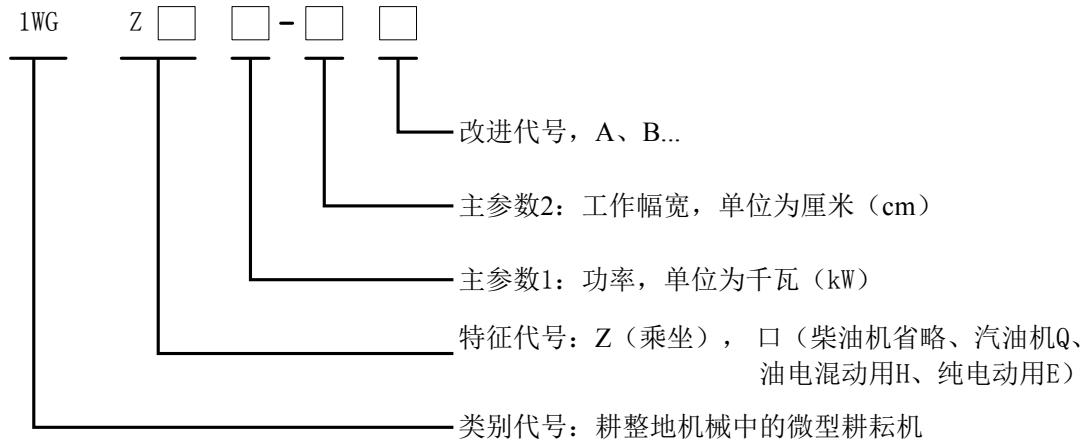 1WG Z□ □-□ □
改进代号，A、B...
主参数2：工作幅宽，单位为厘米（cm）
主参数1：功率，单位为千瓦（kW）
特征代号：Z（乘坐），口（柴油机省略、汽油机Q、
油电混动用H、纯电动用E）
类别代号：耕整地机械中的微型耕耘机